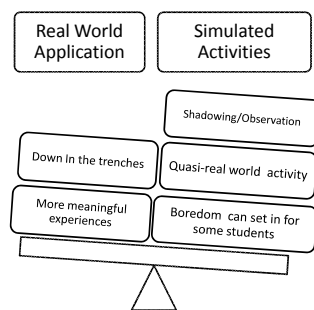 Real World
Application
Simulated
Activities
Shadowing/Observation
Down In the trenches
Quasi-real world activity
More meaningful
experiences
Boredom can set in for
some students